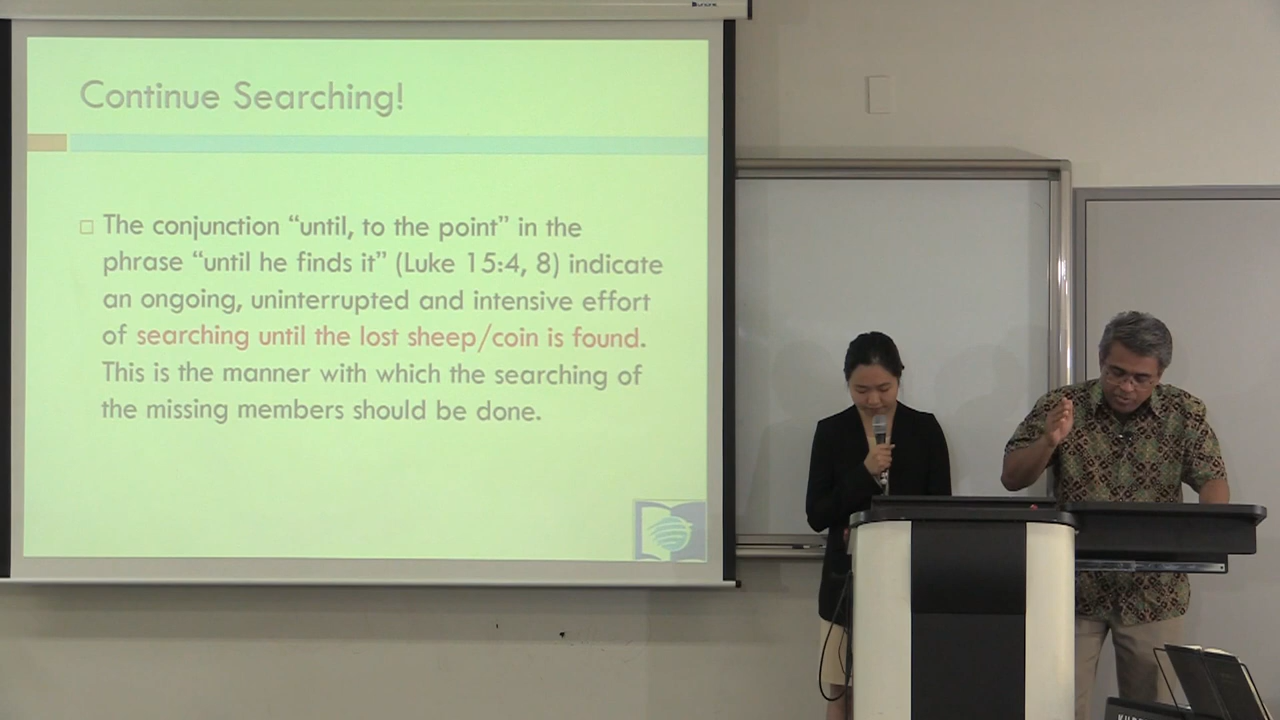 Continue Searching!
The conjunction “until, to the point” in the
phrase “until he finds it” (Luke 15:4, 8) indicate
an ongoing, uninterrupted and intensive effort
of searching until the lost sheep/coin is found.
This is the manner with which the searching of
the missing members should be done.